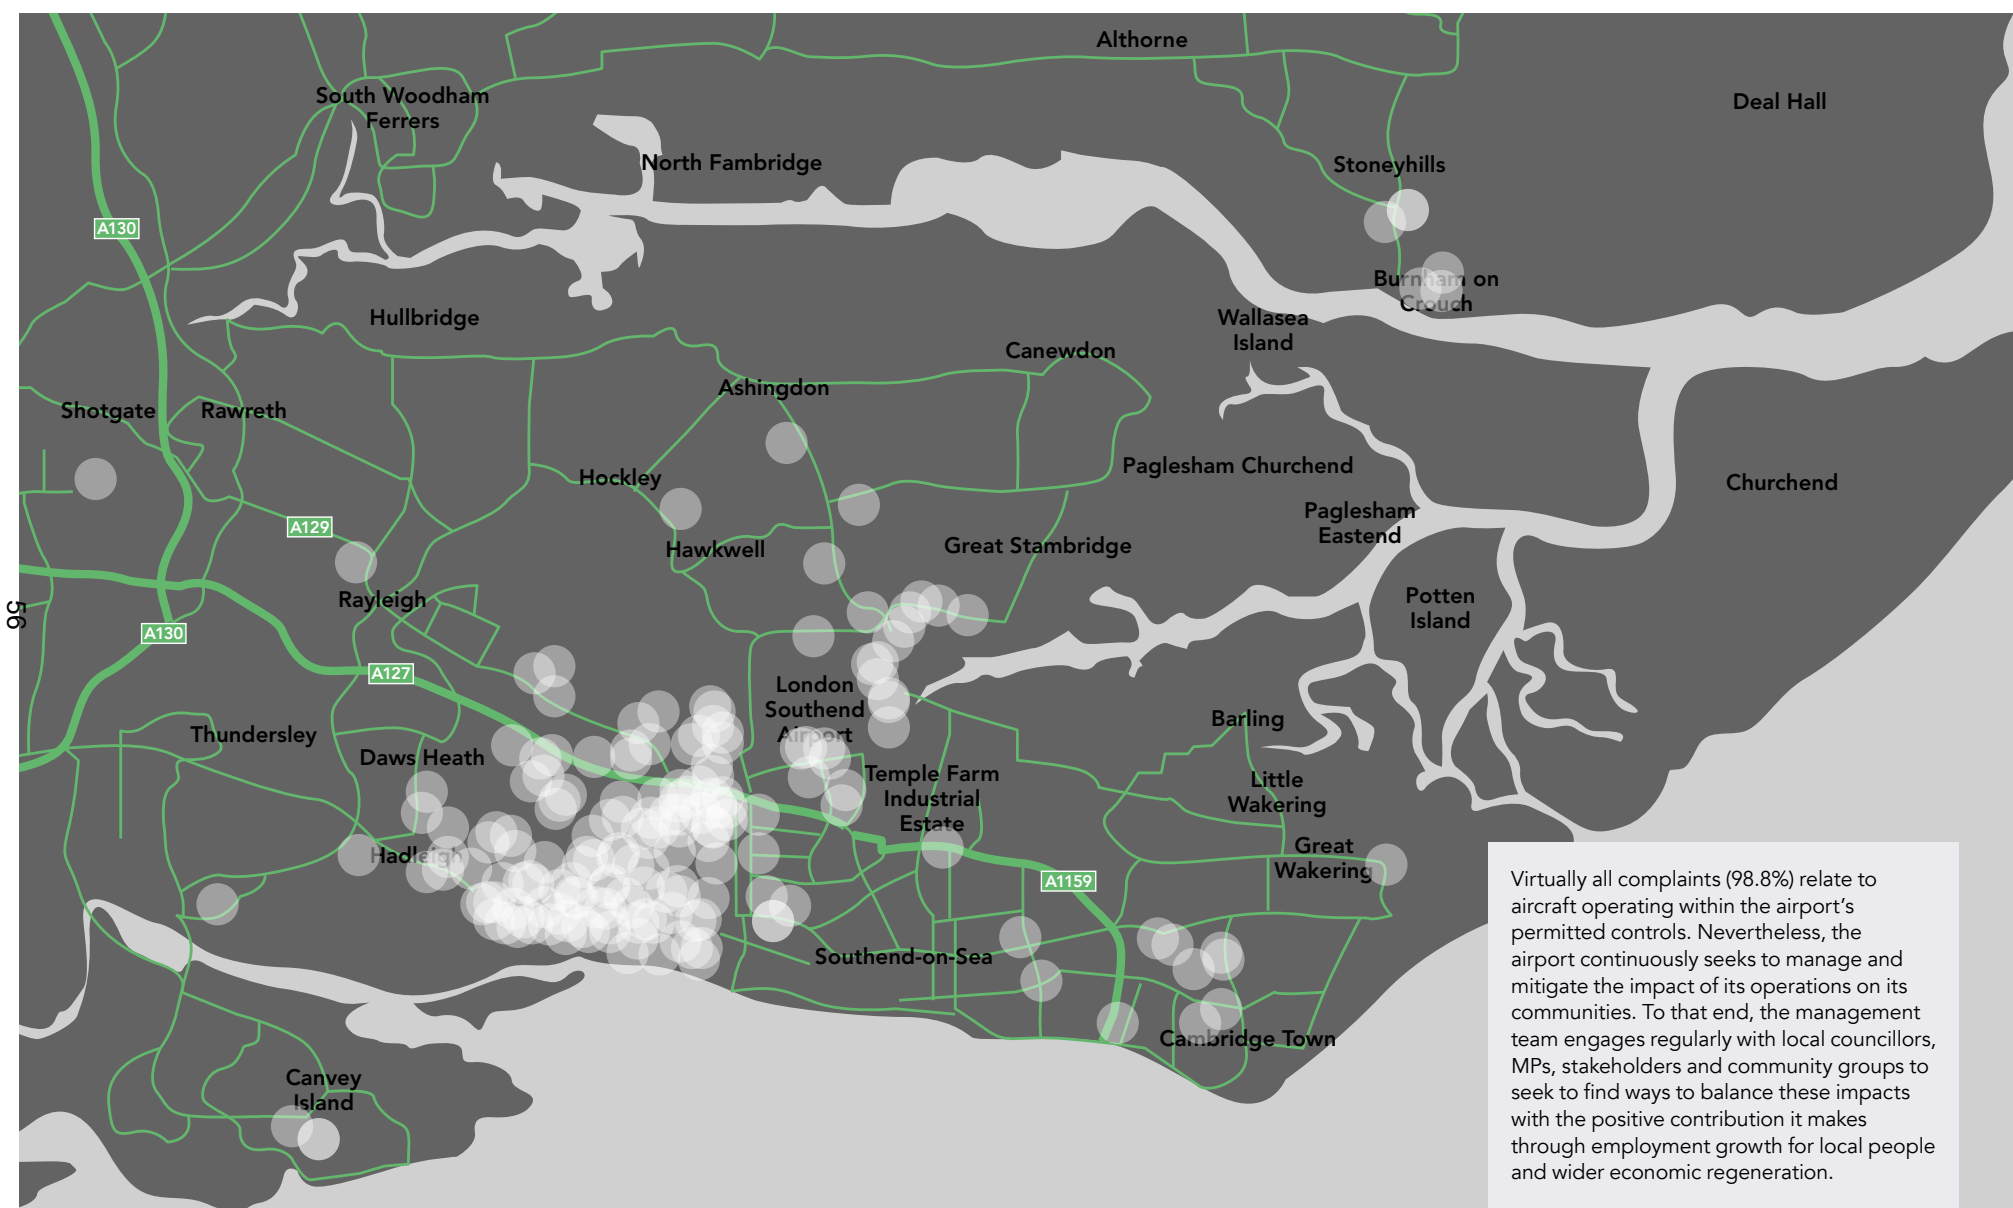 Althorne
South Woodham
Ferrers
Deal Hall
North Fambridge
Stoneyhills
A130
Burnham on
Crouch
Hullbridge
Wallasea
Island
Canewdon
Ashingdon
Shotgate
Rawreth
Paglesham Churchend
Hockley
Churchend
Paglesham
Eastend
A129
Hawkwell
Great Stambridge
Rayleigh
Potten
Island
56
A130
A127
London
Southend
Airport
Barling
Thundersley
Daws Heath
Temple Farm
Industrial
Estate
Little
Wakering
Hadleigh
Great
Wakering
A1159
Southend-on-Sea
Cambridge Town
Canvey
Island
Virtually all complaints (98.8%) relate to
aircraft operating within the airport’s
permitted controls. Nevertheless, the
airport continuously seeks to manage and
mitigate the impact of its operations on its
communities. To that end, the management
team engages regularly with local councillors,
MPs, stakeholders and community groups to
seek to find ways to balance these impacts
with the positive contribution it makes
through employment growth for local people
and wider economic regeneration.